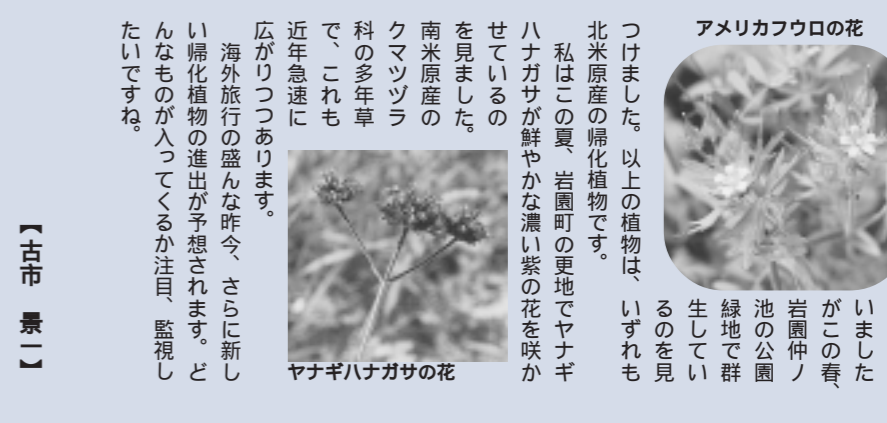 アメリカフウロの花
いました
がこの春、
岩園仲ノ
池の公園
緑地で群
生してい
るのを見
つけました。以上の植物は、いずれも
北米原産の帰化植物です。
私はこの夏、岩園町の更地でヤナギ
ハナガサが鮮やかな濃い紫の花を咲か
せているの
を見ました。
南米原産の
クマツヅラ
科の多年草
で、これも
近年急速に
広がりつつあります。
ヤナギハナガサの花
海外旅行の盛んな昨今、さらに新し
い帰化植物の進出が予想されます。ど
んなものが入ってくるか注目、監視し
たいですね。
【古市　景一】